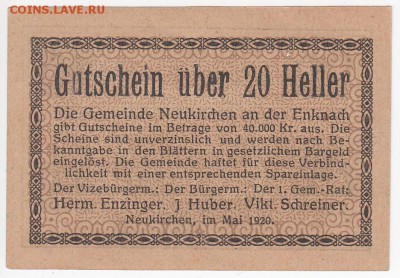 COINS.LAVE.RU
Gutschein über 20 Heller
Die Gemeinde Neukirchen an der Enknach
gibt Gutscheine im Betrage von 40.000 Kr. aus. Die
Scheine sind unverzinslich und werden nach Be-
kanntgabe in den Blättern in gesetzlichem Bargeld
eingelöst. Die Gemeinde haftet für diese Verbind-
lichkeit mit einer entsprechenden Spareinlage.
Der Vizebürgerm.: Der Bürgerm.: Der 1. Gem.-Rat:
Herm. Enzinger. J Huber. Vikt. Schreiner.
Neukirchen, im Mai 1920.